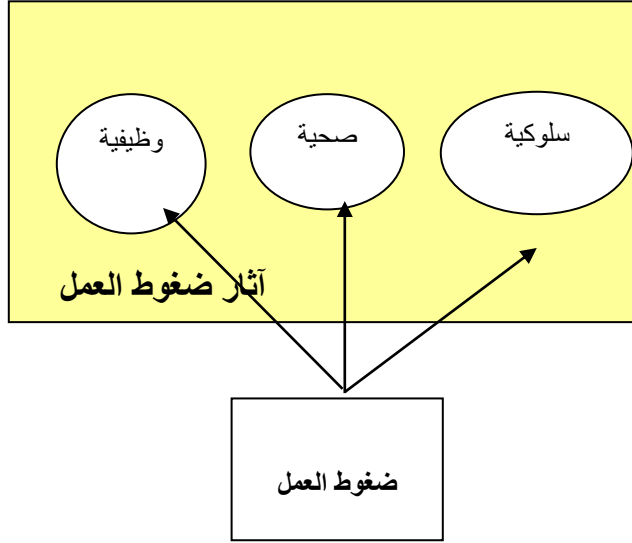 سلوكية
صحية
وظيفية
آثار ضغوط العمل
ضغوط العمل